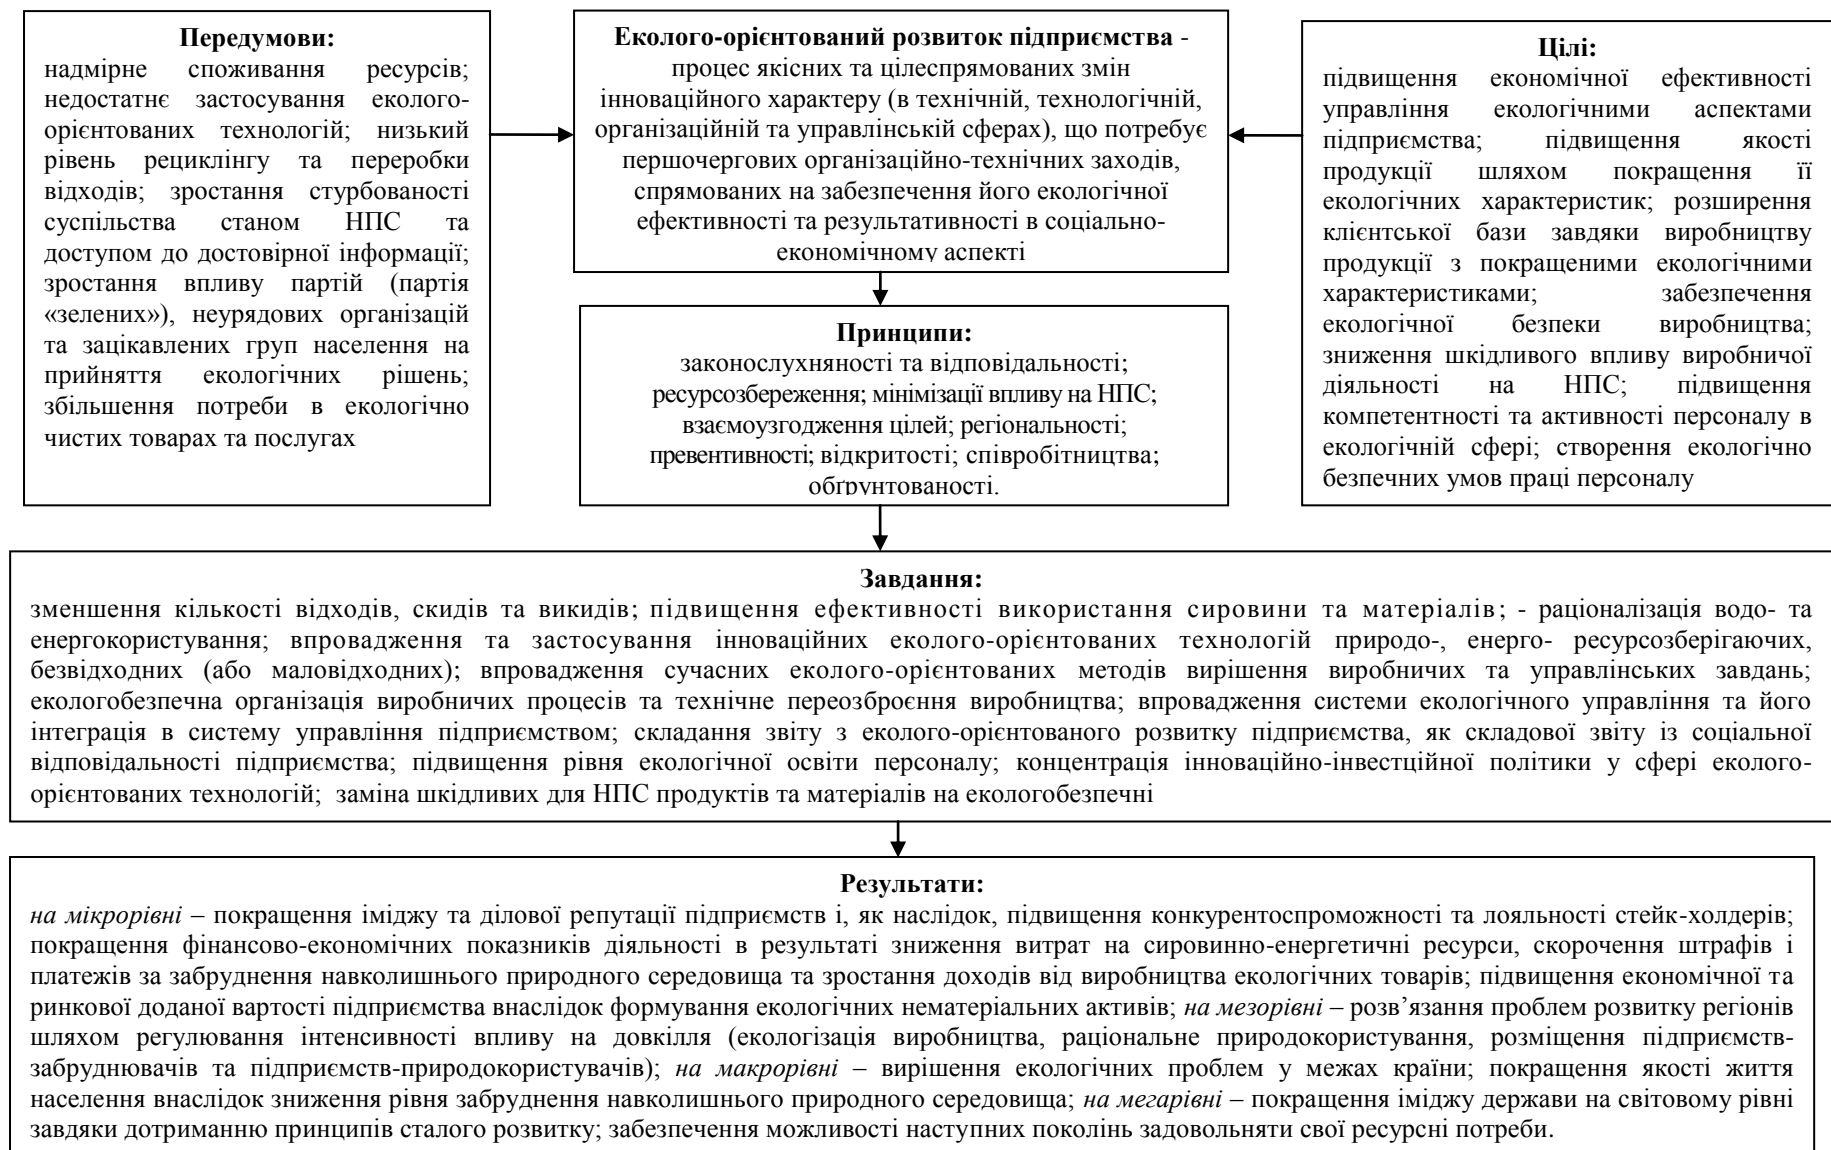 Передумови:
надмірне споживання ресурсів;
недостатнє застосування еколого-
орієнтованих технологій; низький
рівень рециклінгу та переробки
відходів; зростання стурбованості
суспільства станом НПС та
доступом до достовірної інформації;
зростання впливу партій (партія
«зелених»), неурядових організацій
та зацікавлених груп населення на
прийняття екологічних рішень;
збільшення потреби в екологічно
чистих товарах та послугах
Еколого-орієнтований розвиток підприємства -
процес якісних та цілеспрямованих змін
інноваційного характеру (в технічній, технологічній,
організаційній та управлінській сферах), що потребує
першочергових організаційно-технічних заходів,
спрямованих на забезпечення його екологічної
ефективності та результативності в соціально-
економічному аспекті
Цілі:
підвищення економічної ефективності
управління екологічними аспектами
підприємства; підвищення якості
продукції шляхом покращення її
екологічних характеристик; розширення
клієнтської бази завдяки виробництву
продукції з покращеними екологічними
характеристиками; забезпечення
екологічної безпеки виробництва;
зниження шкідливого впливу виробничої
діяльності на НПС; підвищення
компетентності та активності персоналу в
екологічній сфері; створення екологічно
безпечних умов праці персоналу
Принципи:
законослухняності та відповідальності;
ресурсозбереження; мінімізації впливу на НПС;
взаємоузгодження цілей; регіональності;
превентивності; відкритості; співробітництва;
обґрунтованості.
Завдання:
зменшення кількості відходів, скидів та викидів; підвищення ефективності використання сировини та матеріалів; - раціоналізація водо- та
енергокористування; впровадження та застосування інноваційних еколого-орієнтованих технологій природо-, енерго- ресурсозберігаючих,
безвідходних (або маловідходних); впровадження сучасних еколого-орієнтованих методів вирішення виробничих та управлінських завдань;
екологобезпечна організація виробничих процесів та технічне переозброєння виробництва; впровадження системи екологічного управління та його
інтеграція в систему управління підприємством; складання звіту з еколого-орієнтованого розвитку підприємства, як складової звіту із соціальної
відповідальності підприємства; підвищення рівня екологічної освіти персоналу; концентрація інноваційно-інвестційної політики у сфері еколого-
орієнтованих технологій; заміна шкідливих для НПС продуктів та матеріалів на екологобезпечні
Результати:
на мікрорівні – покращення іміджу та ділової репутації підприємств і, як наслідок, підвищення конкурентоспроможності та лояльності стейк-холдерів;
покращення фінансово-економічних показників діяльності в результаті зниження витрат на сировинно-енергетичні ресурси, скорочення штрафів і
платежів за забруднення навколишнього природного середовища та зростання доходів від виробництва екологічних товарів; підвищення економічної та
ринкової доданої вартості підприємства внаслідок формування екологічних нематеріальних активів; на мезорівні – розв’язання проблем розвитку регіонів
шляхом регулювання інтенсивності впливу на довкілля (екологізація виробництва, раціональне природокористування, розміщення підприємств-
забруднювачів та підприємств-природокористувачів); на макрорівні – вирішення екологічних проблем у межах країни; покращення якості життя
населення внаслідок зниження рівня забруднення навколишнього природного середовища; на мегарівні – покращення іміджу держави на світовому рівні
завдяки дотриманню принципів сталого розвитку; забезпечення можливості наступних поколінь задовольняти свої ресурсні потреби.